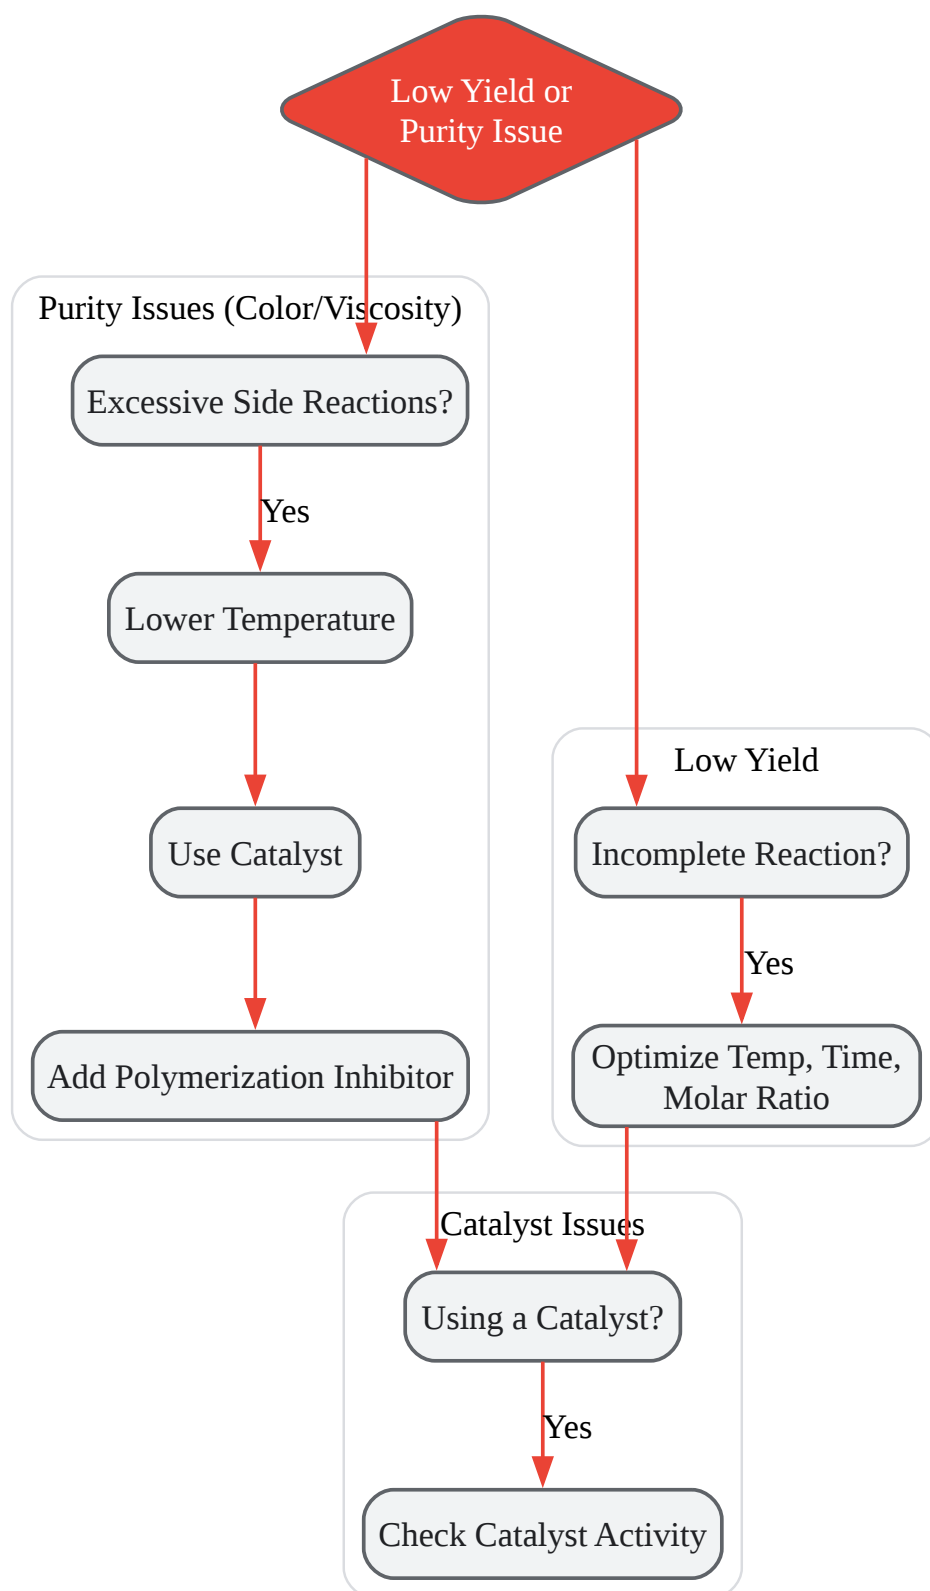 Low Yield or
Purity Issue
Purity Issues (Color/Viscosity)
Excessive Side Reactions?
Yes
Lower Temperature
Use Catalyst
Add Polymerization Inhibitor
Low Yield
Incomplete Reaction?
Yes
Optimize Temp, Time,
Molar Ratio
Catalyst Issues
Using a Catalyst?
Yes
Check Catalyst Activity